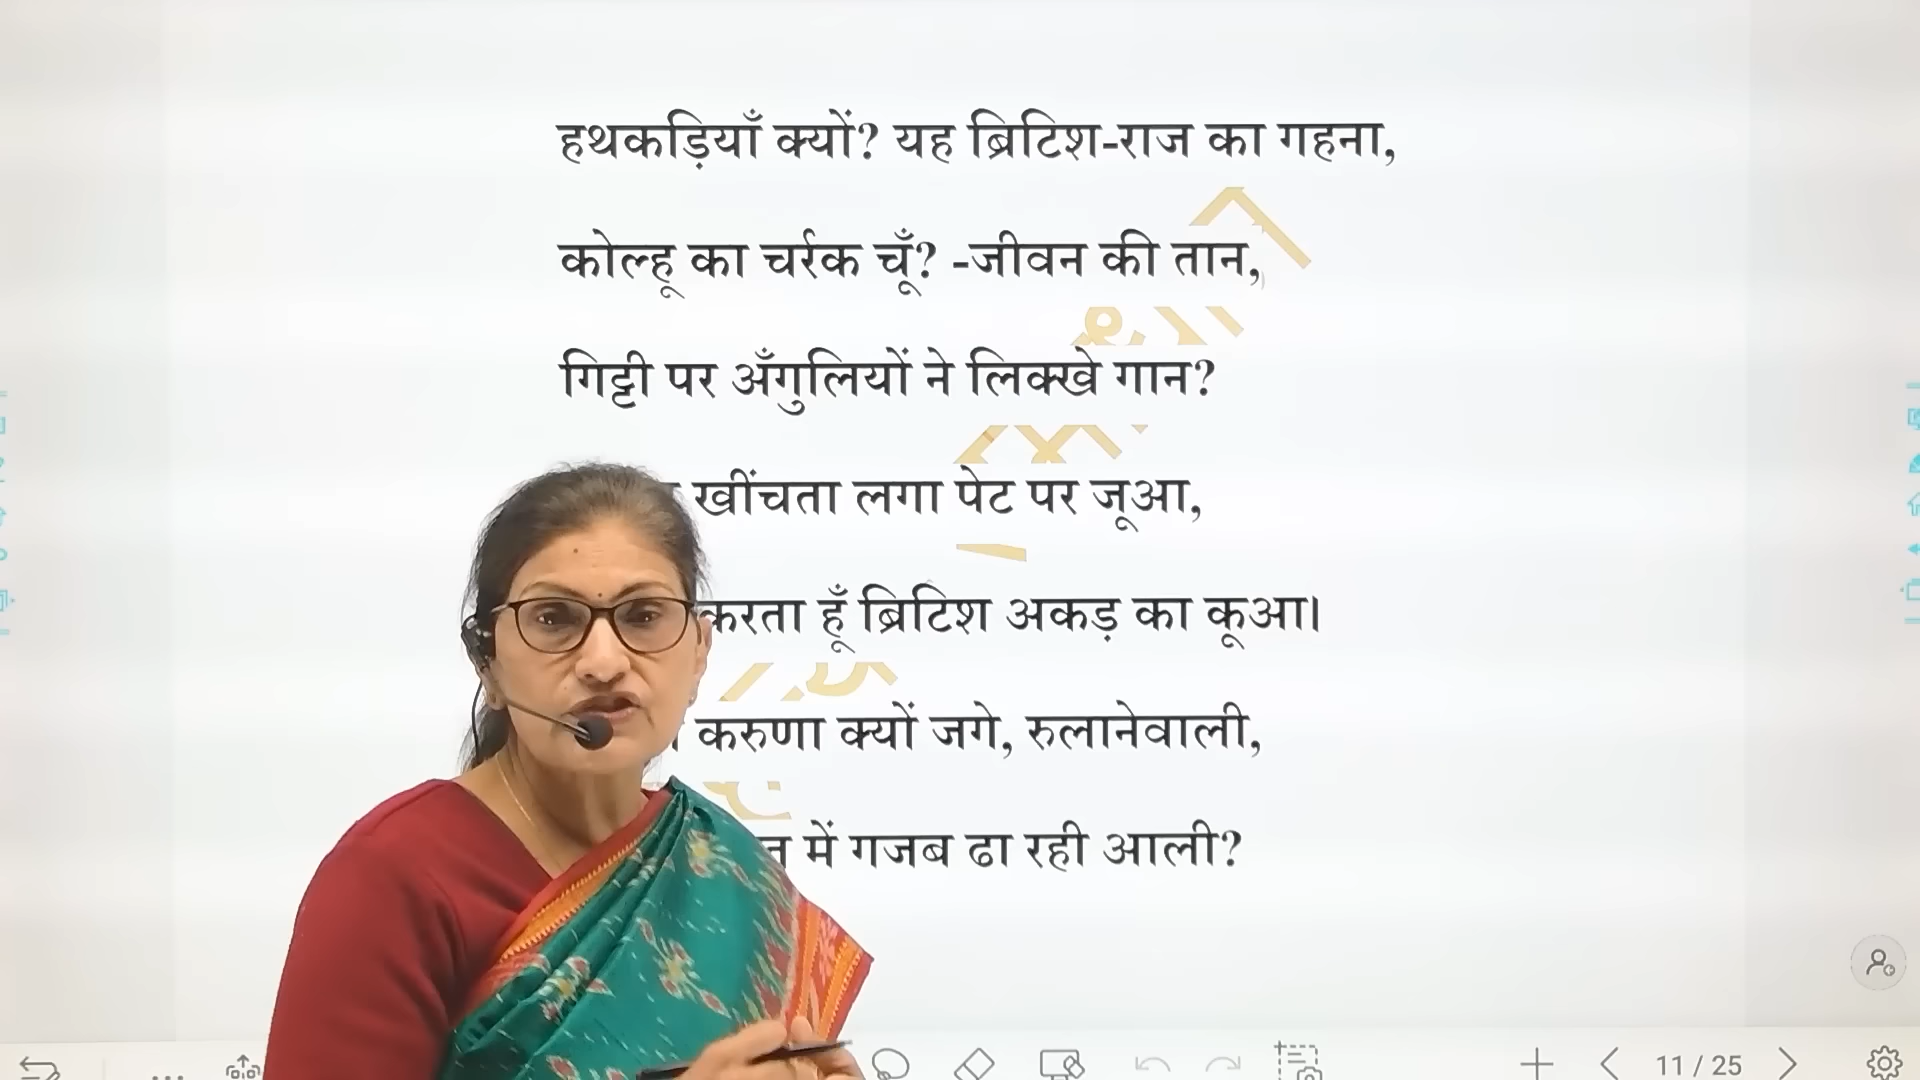 हथकड़ियाँ क्यों? यह ब्रिटिश-राज का गहना,
कोल्हू का चर्रक चूँ? -जीवन की तान,
गिट्टी पर अँगुलियों ने लिक्खे गान?
खींचता लगा पेट पर जूआ,
करता हूँ ब्रिटिश अकड़ का कूआ।
करुणा क्यों जगे, रुलानेवाली,
में गजब ढा रही आली?
11 / 25